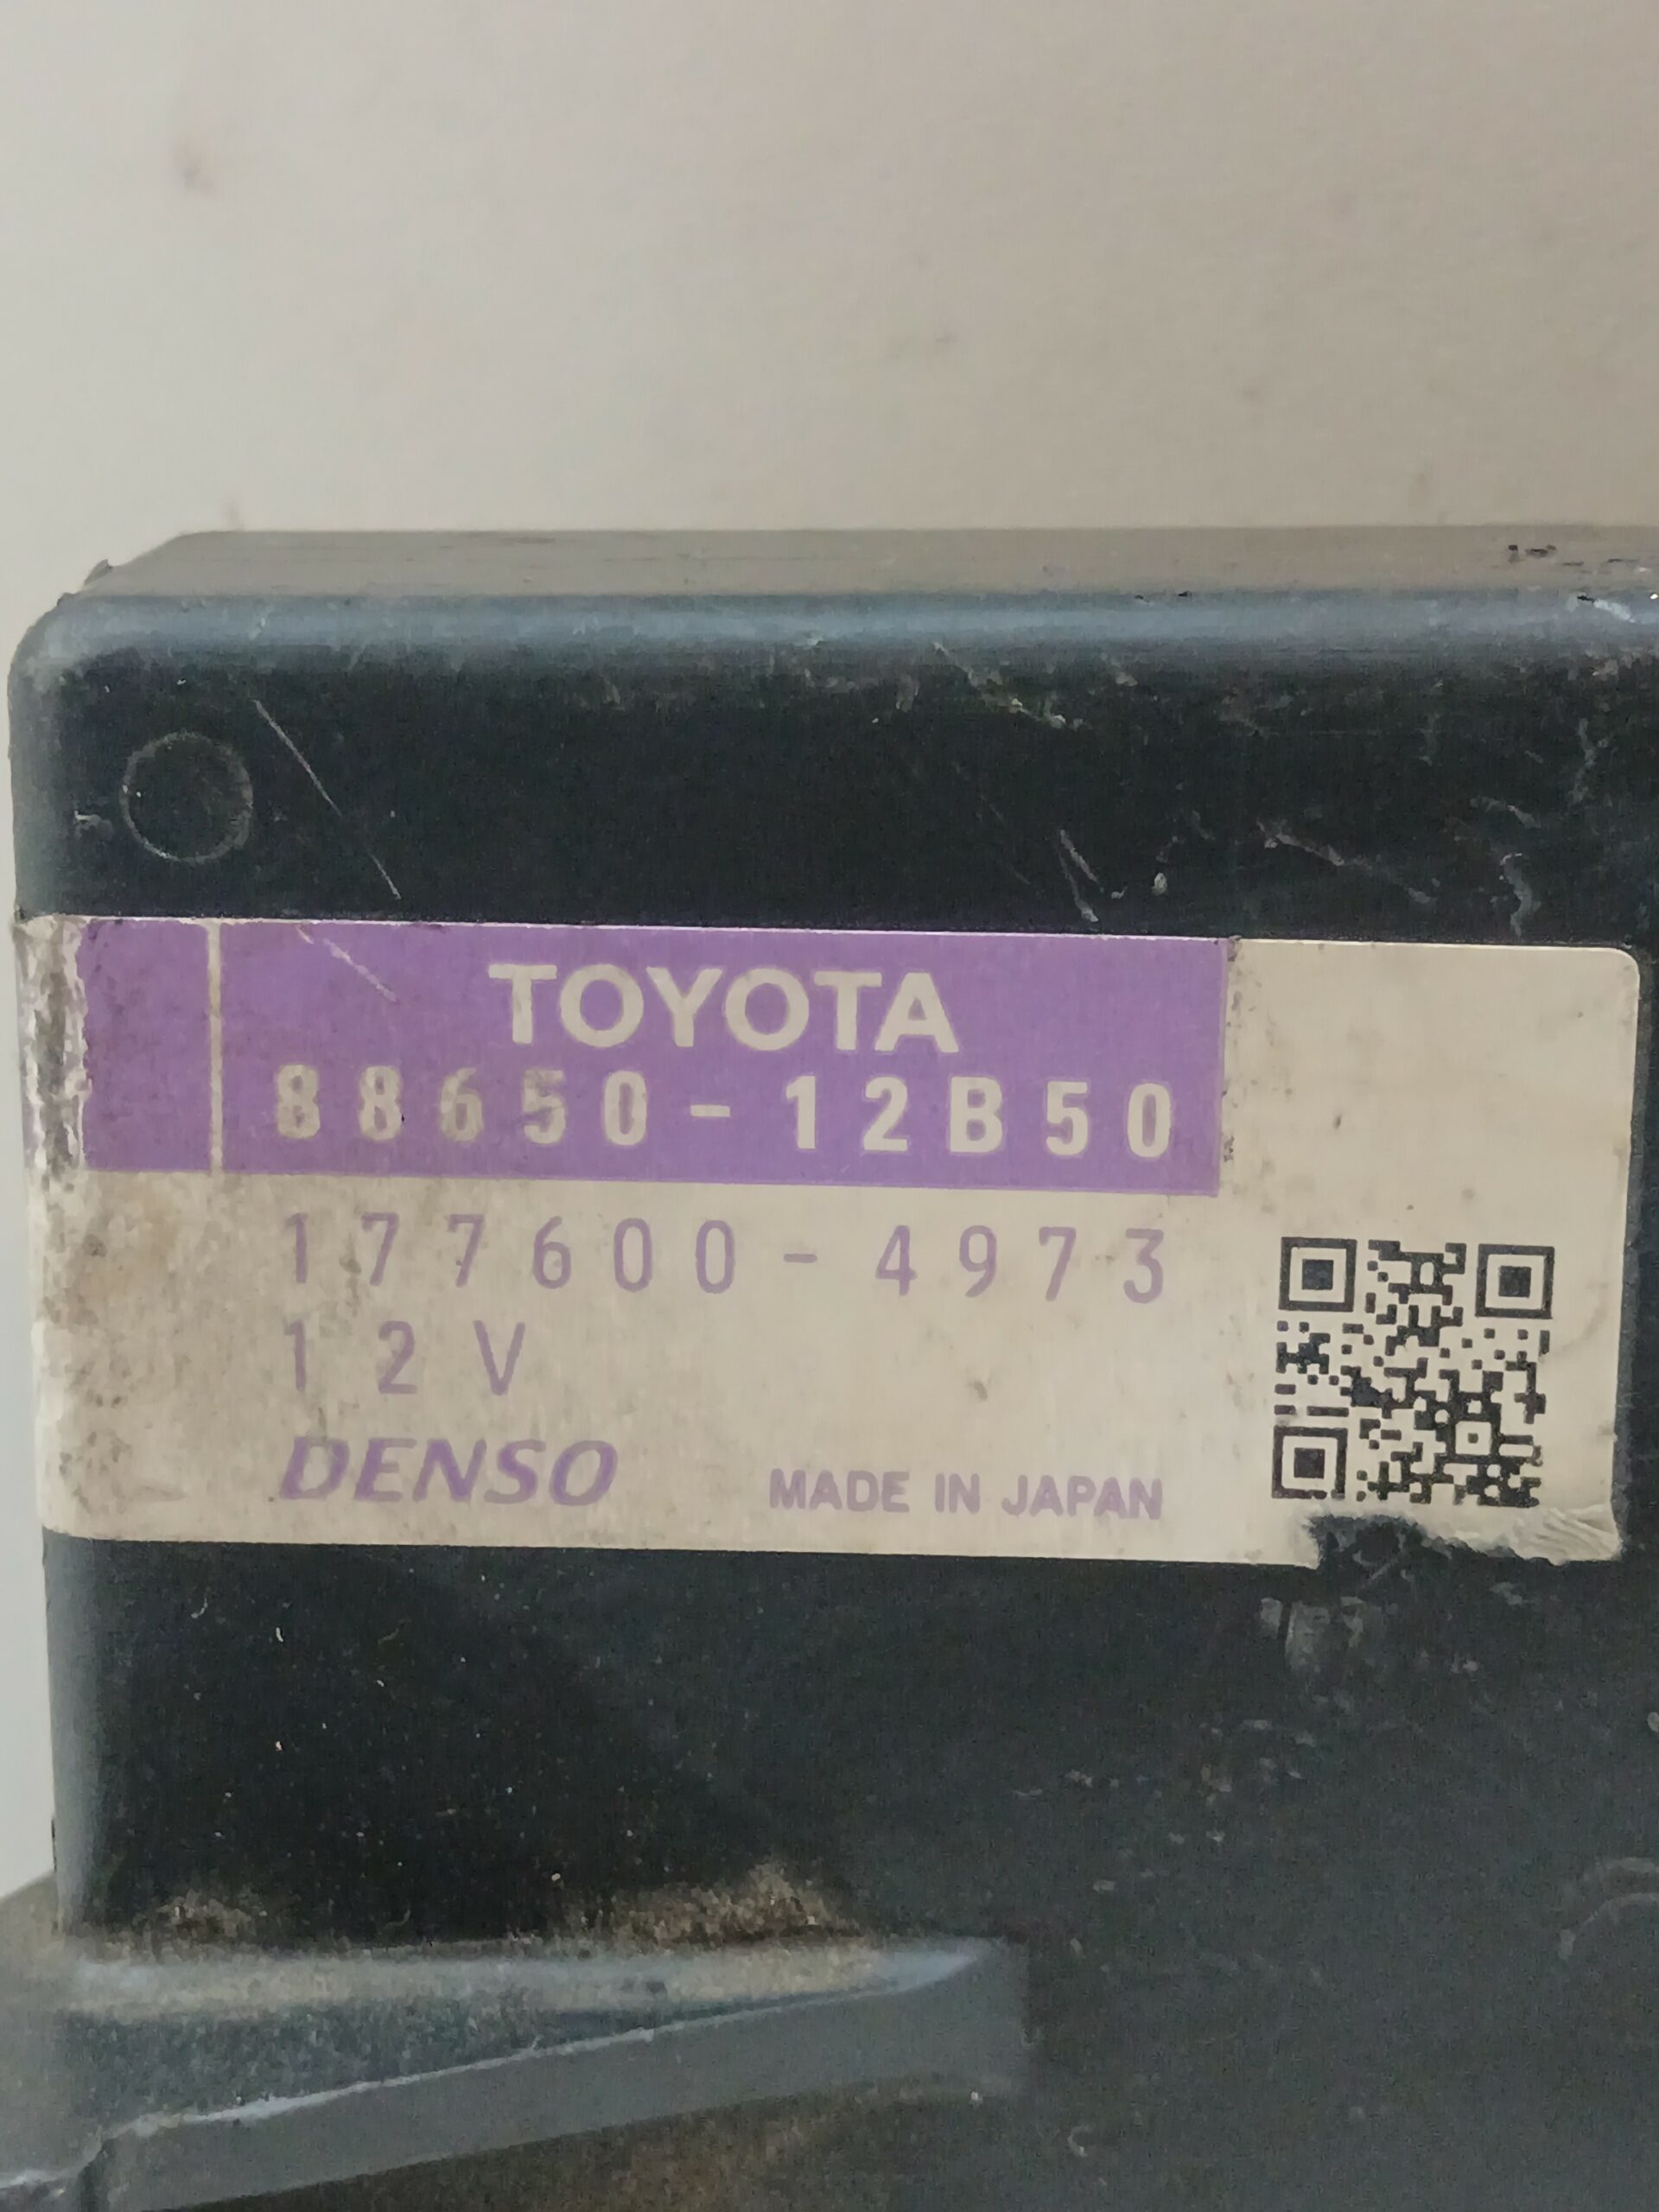 TOYOTA
88650-12B50
177600-4973
12V
DENSO
MADE IN JAPAN